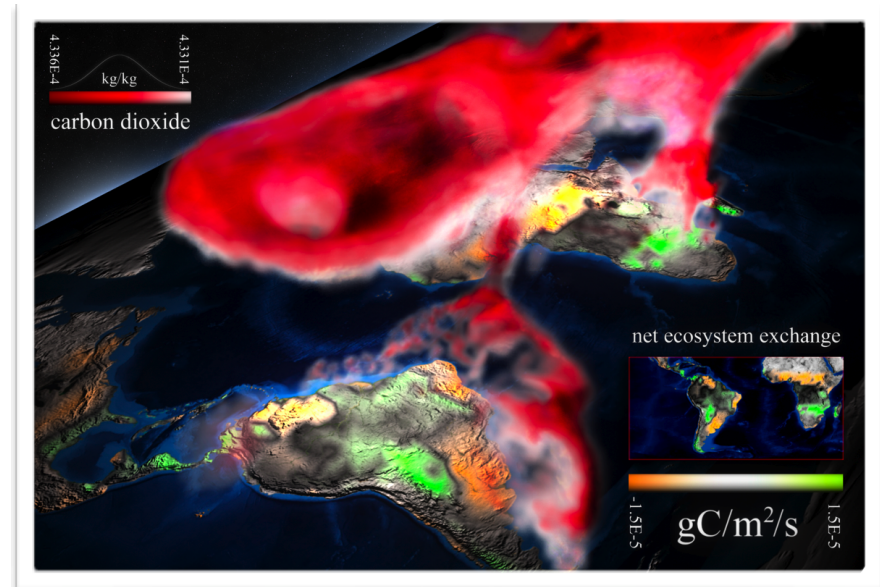 4.336E-4
4.331E-4
kg/kg
carbon dioxide
net ecosystem exchange
-1.5E-5
1.5E-5
gC/m²/s